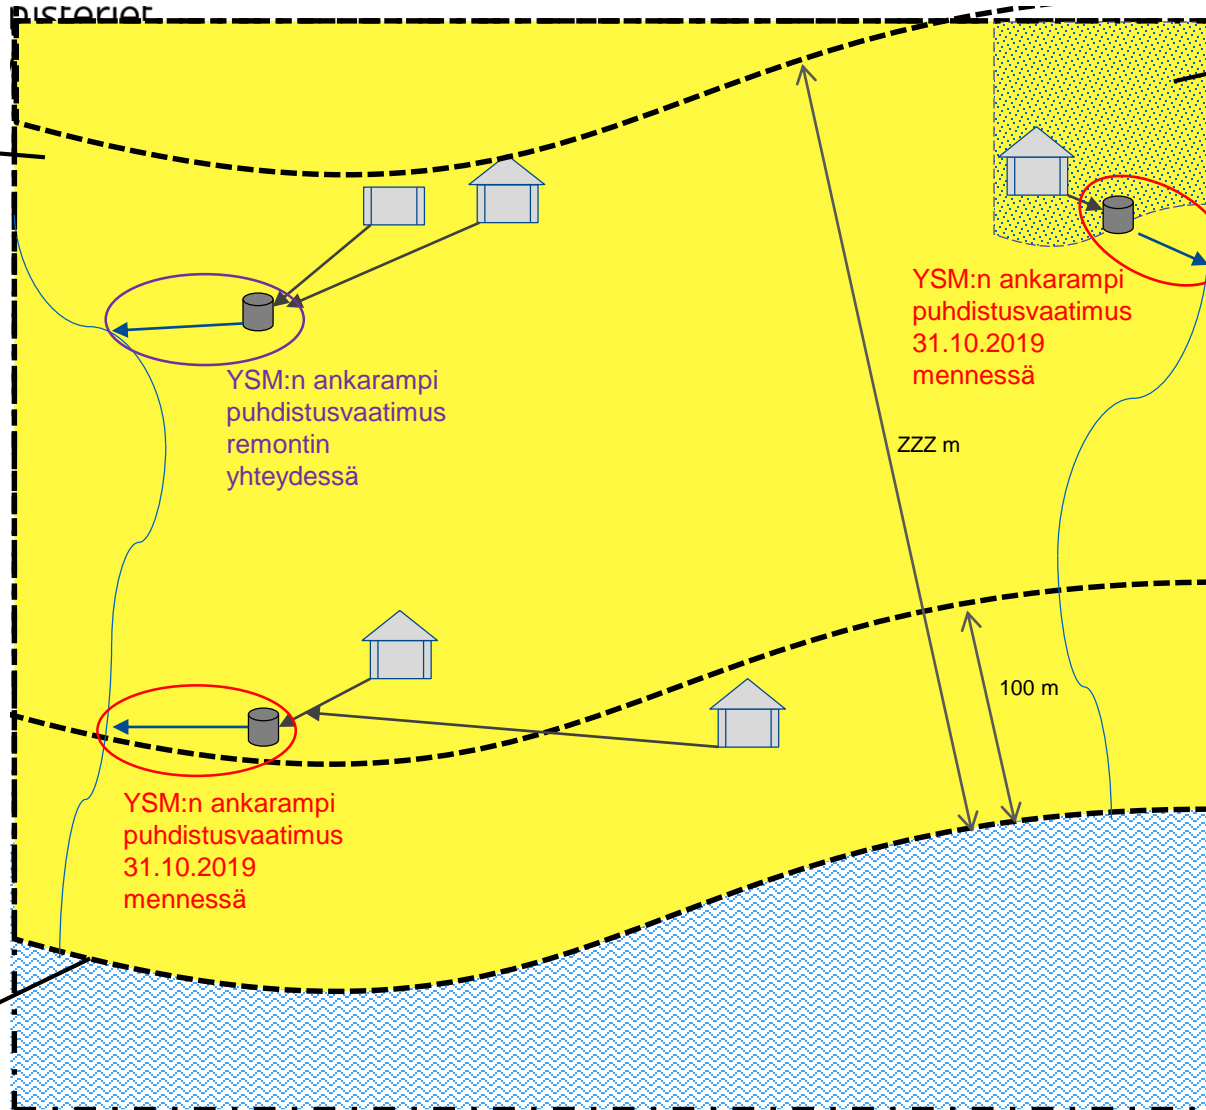 YSM:n ankarampi
puhdistusvaatimus
31.10.2019
mennessä
YSM:n ankarampi
puhdistusvaatimus
remontin
yhteydessä
ZZZ m
100 m
YSM:n ankarampi
puhdistusvaatimus
31.10.2019
mennessä